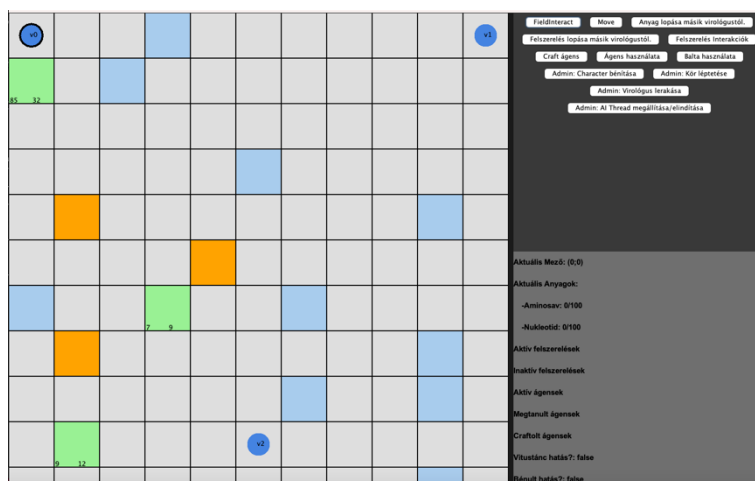 v0
v1
85 32
7 9
9 12
v2
FieldInteract Move Anyag lopása másik virológustól.
Felszerelés lopása másik virológustól. Felszerelés Interakciók
Craft ágens Ágens használata Balta használata
Admin: Character bénítása Admin: Kör léptetése
Admin: Virológus lerakása
Admin: AI Thread megállítása/elindítása
Aktuális Mező: (0;0)
Aktuális Anyagok:
-Aminosav: 0/100
-Nukleotid: 0/100
Aktív felszerelések
Inaktív felszerelések
Aktív ágensek
Megtanult ágensek
Craftolt ágensek
Vitustánc hatás?: false
Bénult hatás?: false